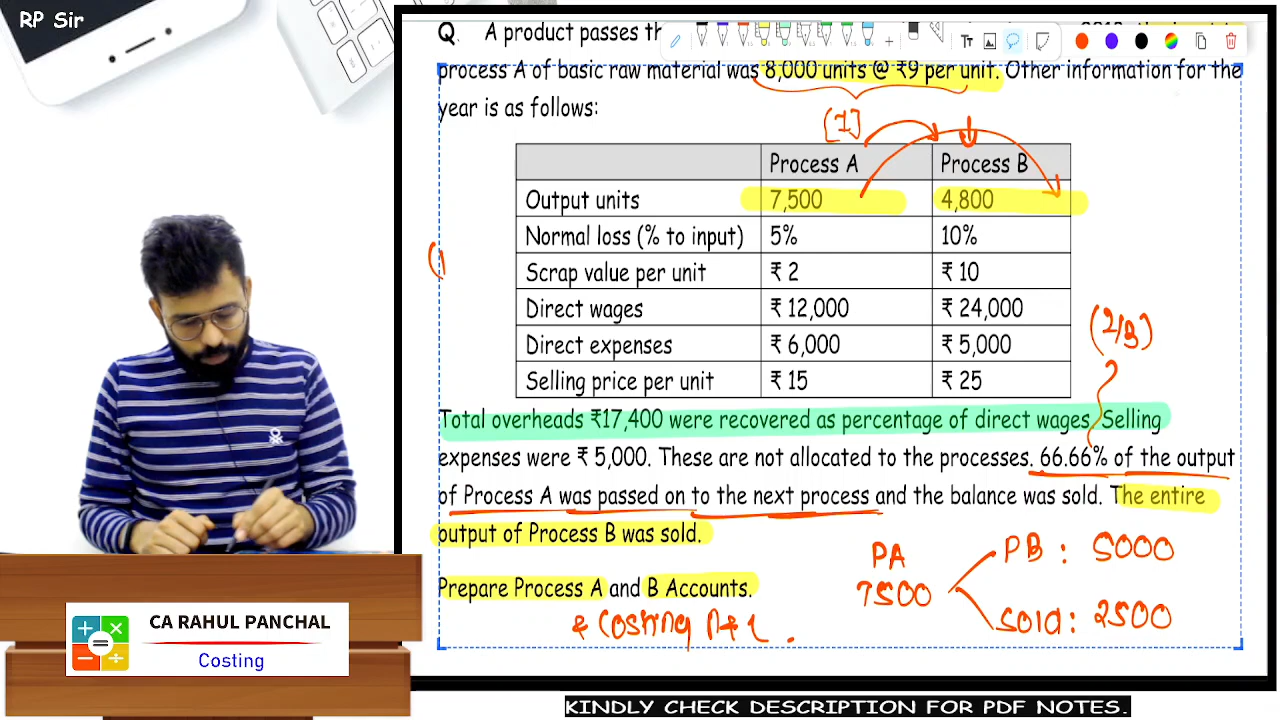 RP Sir
Q. A product passes th
process A of basic raw material was 8,000 units @ ₹9 per unit. Other information for the
year is as follows:
[I]
Process A Process B
Output units 7,500 4,800
Normal loss (% to input) 5% 10%
Scrap value per unit ₹ 2 ₹ 10
Direct wages ₹ 12,000 ₹ 24,000
Direct expenses ₹ 6,000 ₹ 5,000
Selling price per unit ₹ 15 ₹ 25
(2/3)
Total overheads ₹17,400 were recovered as percentage of direct wages. Selling
expenses were ₹ 5,000. These are not allocated to the processes. 66.66% of the output
of Process A was passed on to the next process and the balance was sold. The entire
output of Process B was sold.
Prepare Process A and B Accounts.
& Costing P&L.
PA
7500
PB: 5000
Sold: 2500
CA RAHUL PANCHAL
Costing
KINDLY CHECK DESCRIPTION FOR PDF NOTES.